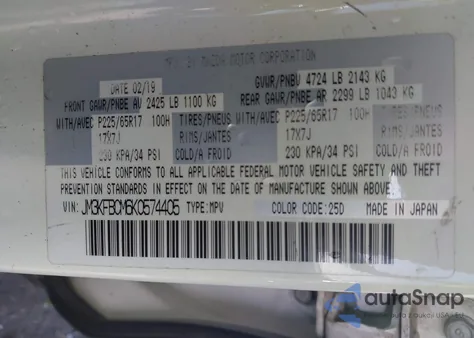 MFD BY MAZDA MOTOR CORPORATION
DATE 02/19 GVWR/PNBV 4724 LB 2143 KG
FRONT GAWR/PNBE AV 2425 LB 1100 KG REAR GAWR/PNBE AR 2299 LB 1043 KG
WITH/AVEC P225/65R17 100H TIRES/PNEUS WITH/AVEC P225/65R17 100H TIRES/PNEUS
17X7J RIMS/JANTES 17X7J RIMS/JANTES
230 KPA/34 PSI COLD/A FROID 230 KPA/34 PSI COLD/A FROID
THIS VEHICLE CONFORMS TO ALL APPLICABLE FEDERAL MOTOR VEHICLE SAFETY AND THEFT
PREVENTION STANDARDS IN EFFECT ON THE DATE OF MANUFACTURE SHOWN ABOVE.
VIN: JM3KFBCM6K0574405 TYPE:MPV COLOR CODE:25D MADE IN JAPAN
autoSnap